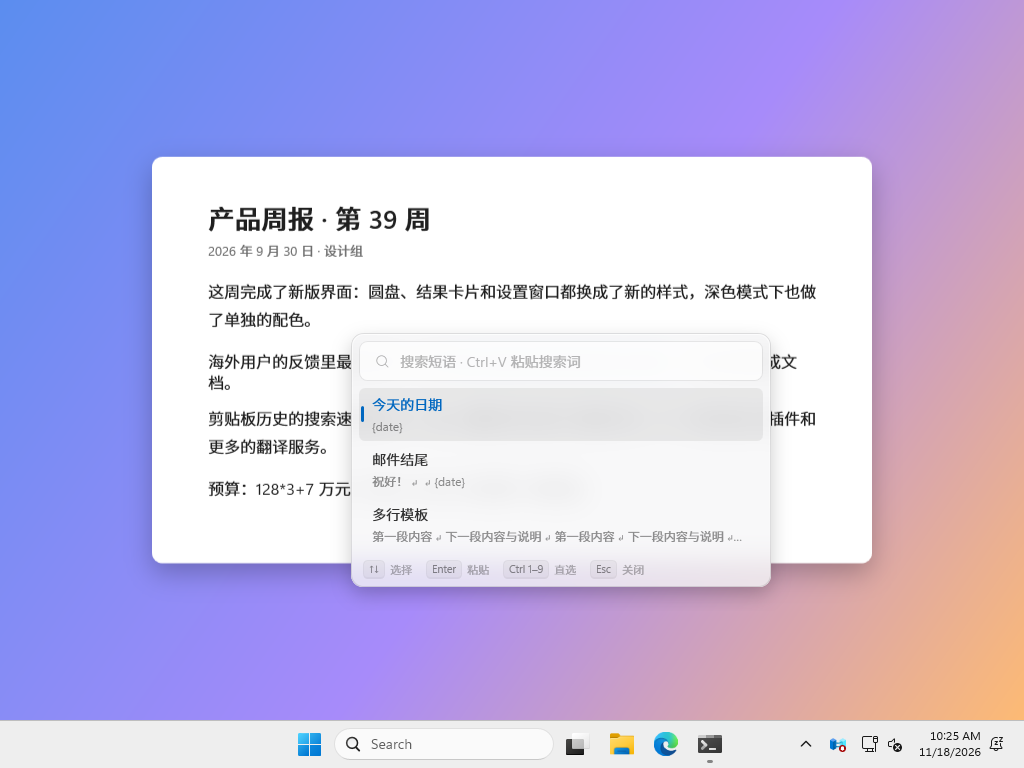 产品周报 · 第 39 周
2026 年 9 月 30 日 · 设计组
这周完成了新版界面：圆盘、结果卡片和设置窗口都换成了新的样式，深色模式下也做
了单独的配色。
海外用户的反馈里最
成文
档。
剪贴板历史的搜索速
插件和
更多的翻译服务。
预算：128*3+7 万元
搜索短语 · Ctrl+V 粘贴搜索词
今天的日期
{date}
邮件结尾
祝好！ ↲ ↲ {date}
多行模板
第一段内容 ↲ 下一段内容与说明 ↲ 第一段内容 ↲ 下一段内容与说明 ↲...
↑↓ 选择 Enter 粘贴 Ctrl 1–9 直选 Esc 关闭
Search
10:25 AM
11/18/2026